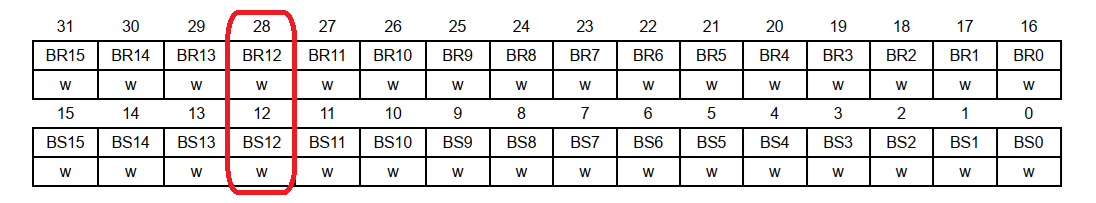 31 30 29 28 27 26 25 24 23 22 21 20 19 18 17 16
BR15 BR14 BR13 BR12 BR11 BR10 BR9 BR8 BR7 BR6 BR5 BR4 BR3 BR2 BR1 BR0
w w w w w w w w w w w w w w w w
15 14 13 12 11 10 9 8 7 6 5 4 3 2 1 0
BS15 BS14 BS13 BS12 BS11 BS10 BS9 BS8 BS7 BS6 BS5 BS4 BS3 BS2 BS1 BS0
w w w w w w w w w w w w w w w w